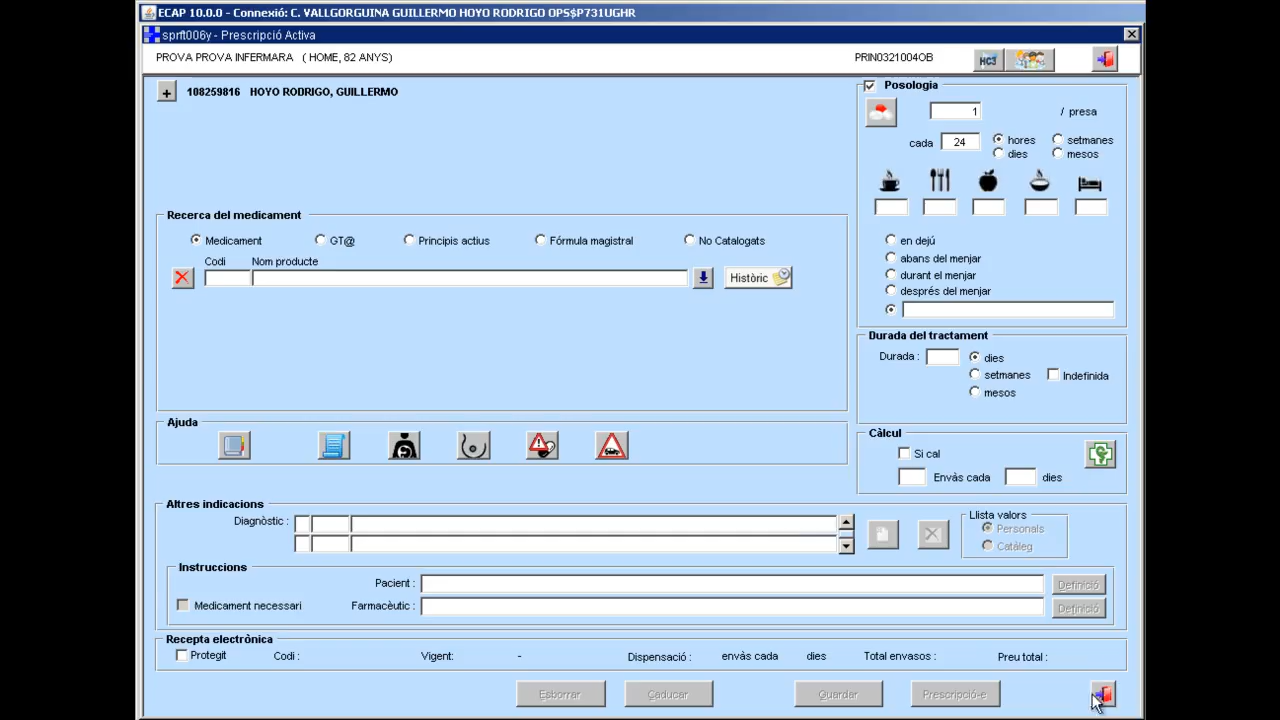 ECAP 10.0.0 - Connexió: C. VALLGORGUINA GUILLERMO HOYO RODRIGO OPS$P731UGHR
sprft006y - Prescripció Activa
PROVA PROVA INFERMARA ( HOME, 82 ANYS)
PRIN0321004OB
HC3
108259816 HOYO RODRIGO, GUILLERMO
Posologia
1 / presa
cada 24 hores setmanes
dies mesos
en dejú
abans del menjar
durant el menjar
després del menjar
Recerca del medicament
Medicament GT@ Principis actius Fórmula magistral No Catalogats
Codi Nom producte
Històric
Durada del tractament
Durada : dies
setmanes Indefinida
mesos
Ajuda
Càlcul
Si cal
Envàs cada dies
Altres indicacions
Diagnòstic :
Llista valors
Personals
Catàleg
Instruccions
Pacient : Definició
Medicament necessari Farmacèutic : Definició
Recepta electrònica
Protegit Codi : Vigent: - Dispensació : envàs cada dies Total envasos : Preu total :
Esborrar Caducar Guardar Prescripció-e